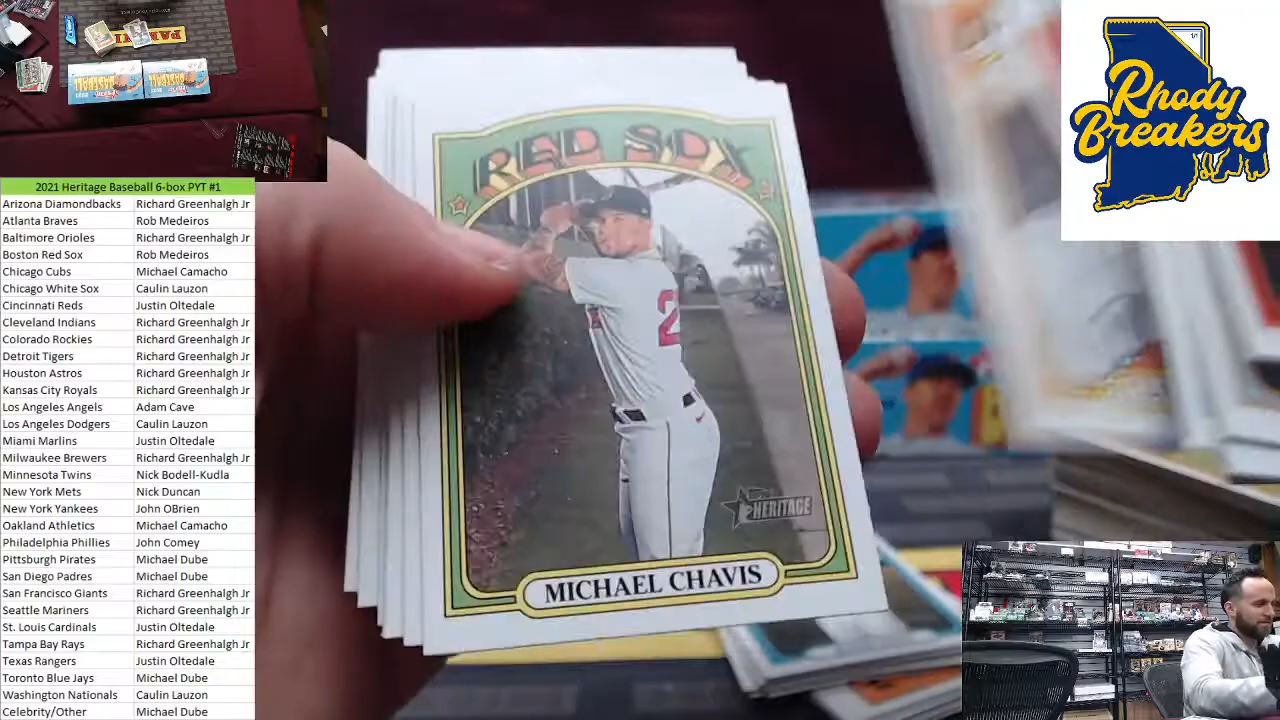 2021 Heritage Baseball 6-box PYT #1
Arizona Diamondbacks Richard Greenhalgh Jr
Atlanta Braves Rob Medeiros
Baltimore Orioles Richard Greenhalgh Jr
Boston Red Sox Rob Medeiros
Chicago Cubs Michael Camacho
Chicago White Sox Caulin Lauzon
Cincinnati Reds Justin Oltedale
Cleveland Indians Richard Greenhalgh Jr
Colorado Rockies Richard Greenhalgh Jr
Detroit Tigers Richard Greenhalgh Jr
Houston Astros Richard Greenhalgh Jr
Kansas City Royals Richard Greenhalgh Jr
Los Angeles Angels Adam Cave
Los Angeles Dodgers Caulin Lauzon
Miami Marlins Justin Oltedale
Milwaukee Brewers Richard Greenhalgh Jr
Minnesota Twins Nick Bodell-Kudla
New York Mets Nick Duncan
New York Yankees John OBrien
Oakland Athletics Michael Camacho
Philadelphia Phillies John Comey
Pittsburgh Pirates Michael Dube
San Diego Padres Michael Dube
San Francisco Giants Richard Greenhalgh Jr
Seattle Mariners Richard Greenhalgh Jr
St. Louis Cardinals Justin Oltedale
Tampa Bay Rays Richard Greenhalgh Jr
Texas Rangers Justin Oltedale
Toronto Blue Jays Michael Dube
Washington Nationals Caulin Lauzon
Celebrity/Other Michael Dube
RED SOX
2
HERITAGE
MICHAEL CHAVIS
Rhody
Breakers
PANINI
BASEBALL
BASEBALL